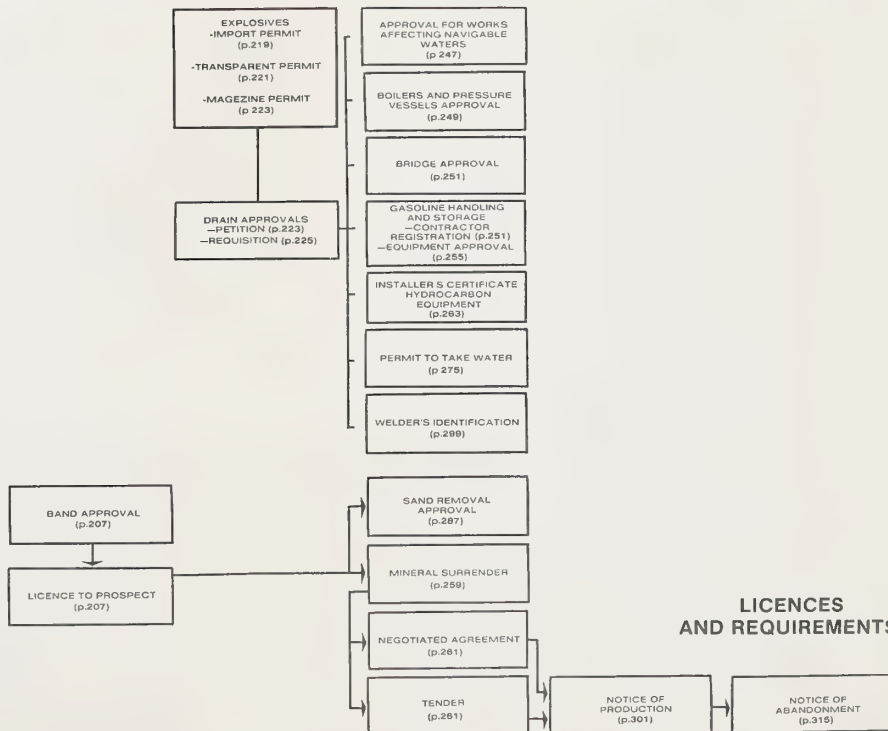 EXPLOSIVES
-IMPORT PERMIT
(p.219)
-TRANSPARENT PERMIT
(p.221)
-MAGEZINE PERMIT
(p.223)
DRAIN APPROVALS
—PETITION (p.223)
—REQUISITION (p.225)
APPROVAL FOR WORKS
AFFECTING NAVIGABLE
WATERS
(p 247)
BOILERS AND PRESSURE
VESSELS APPROVAL
(p.249)
BRIDGE APPROVAL
(p.251)
GASOLINE HANDLING
AND STORAGE
—CONTRACTOR
REGISTRATION (p.251)
—EQUIPMENT APPROVAL
(p.255)
INSTALLER S CERTIFICATE
HYDROCARBON
EQUIPMENT
(p.263)
PERMIT TO TAKE WATER
(p 275)
WELDER'S IDENTIFICATION
(p.299)
BAND APPROVAL
(p.207)
LICENCE TO PROSPECT
(p.207)
SAND REMOVAL
APPROVAL
(p.287)
MINERAL SURRENDER
(p.259)
NEGOTIATED AGREEMENT
(p.261)
TENDER
(p.261)
LICENCES
AND REQUIREMENTS
NOTICE OF
PRODUCTION
(p.301)
NOTICE OF
ABANDONMENT
(p.315)